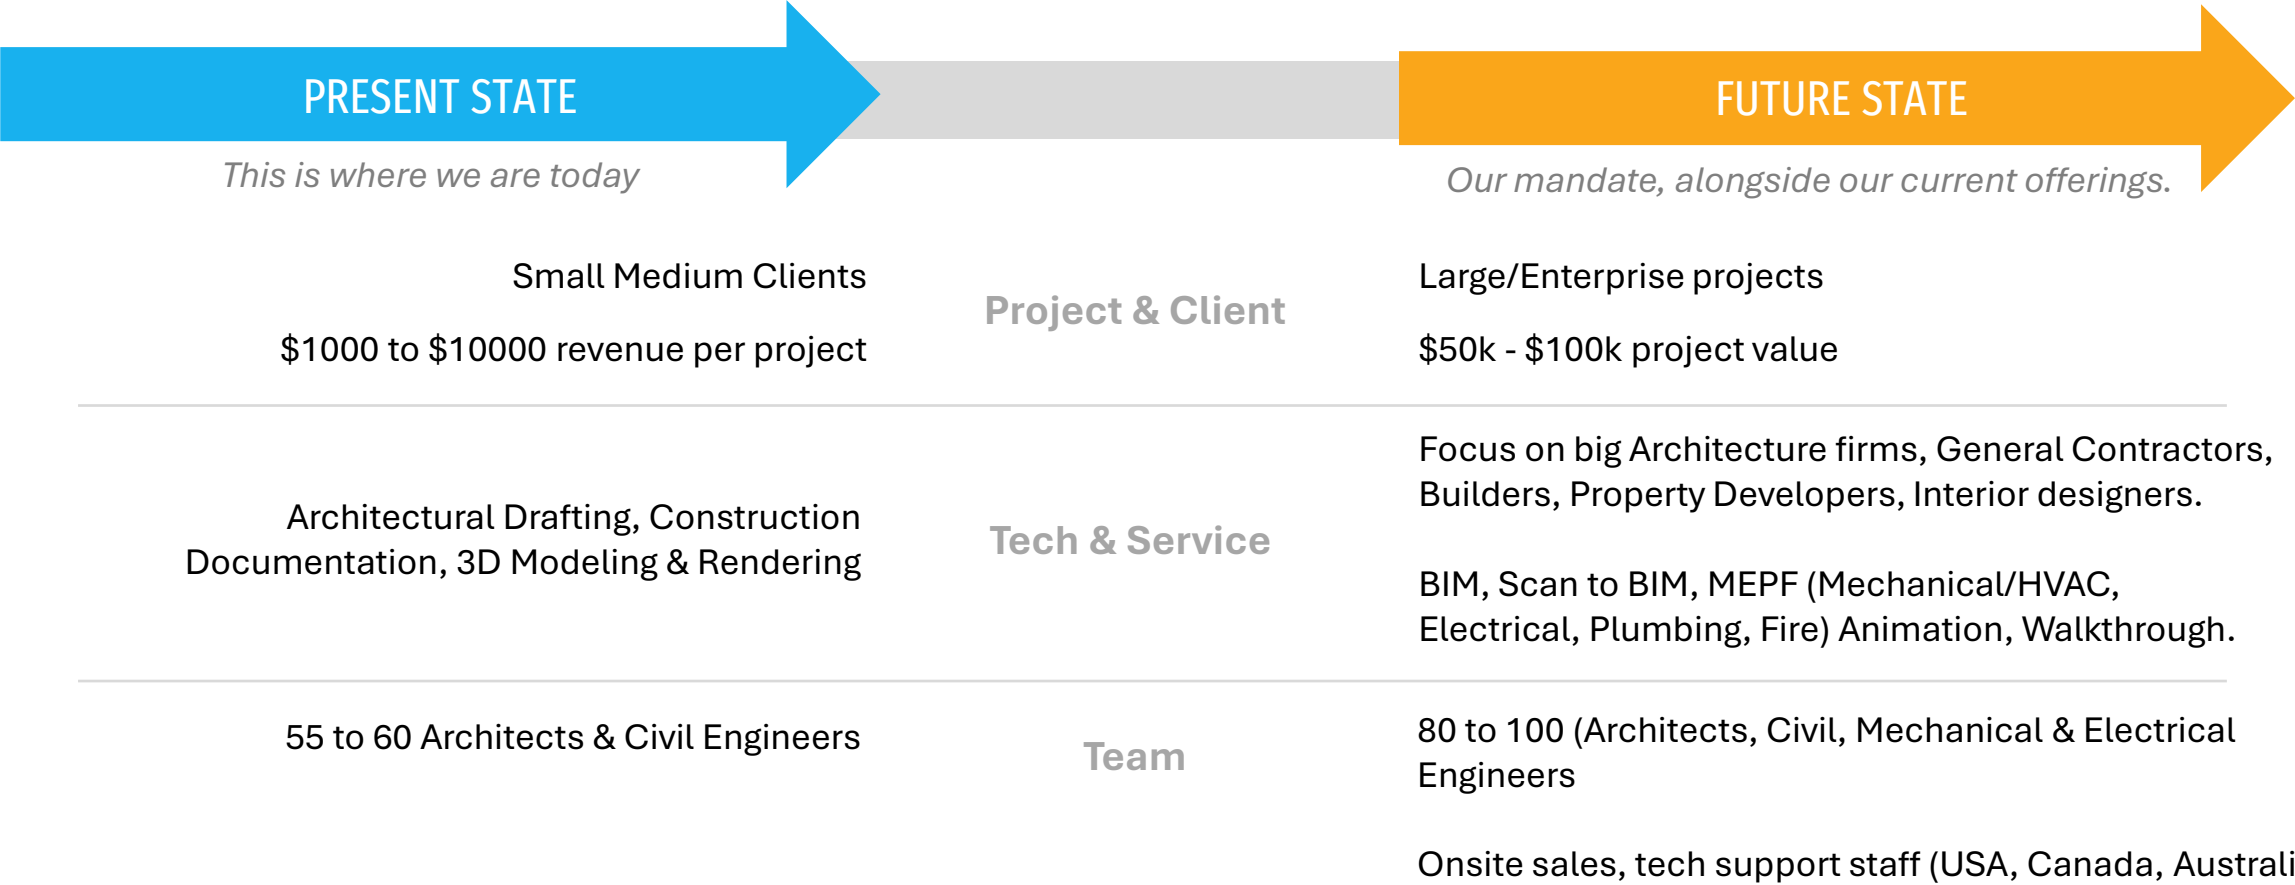 PRESENT STATE
FUTURE STATE
This is where we are today
Our mandate, alongside our current offerings.
Small Medium Clients
$1000 to $10000 revenue per project
Project & Client
Large/Enterprise projects
$50k - $100k project value
Architectural Drafting, Construction
Documentation, 3D Modeling & Rendering
Tech & Service
Focus on big Architecture firms, General Contractors,
Builders, Property Developers, Interior designers.
BIM, Scan to BIM, MEPF (Mechanical/HVAC,
Electrical, Plumbing, Fire) Animation, Walkthrough.
55 to 60 Architects & Civil Engineers
Team
80 to 100 (Architects, Civil, Mechanical & Electrical
Engineers
Onsite sales, tech support staff (USA, Canada, Australi